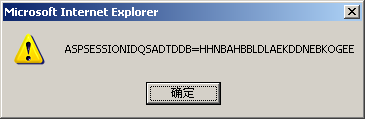 Microsoft Internet Explorer
ASPSESSIONIDQSADTDDB=HHNBAHBBLDLAEKDDNEBKOGEE
确定